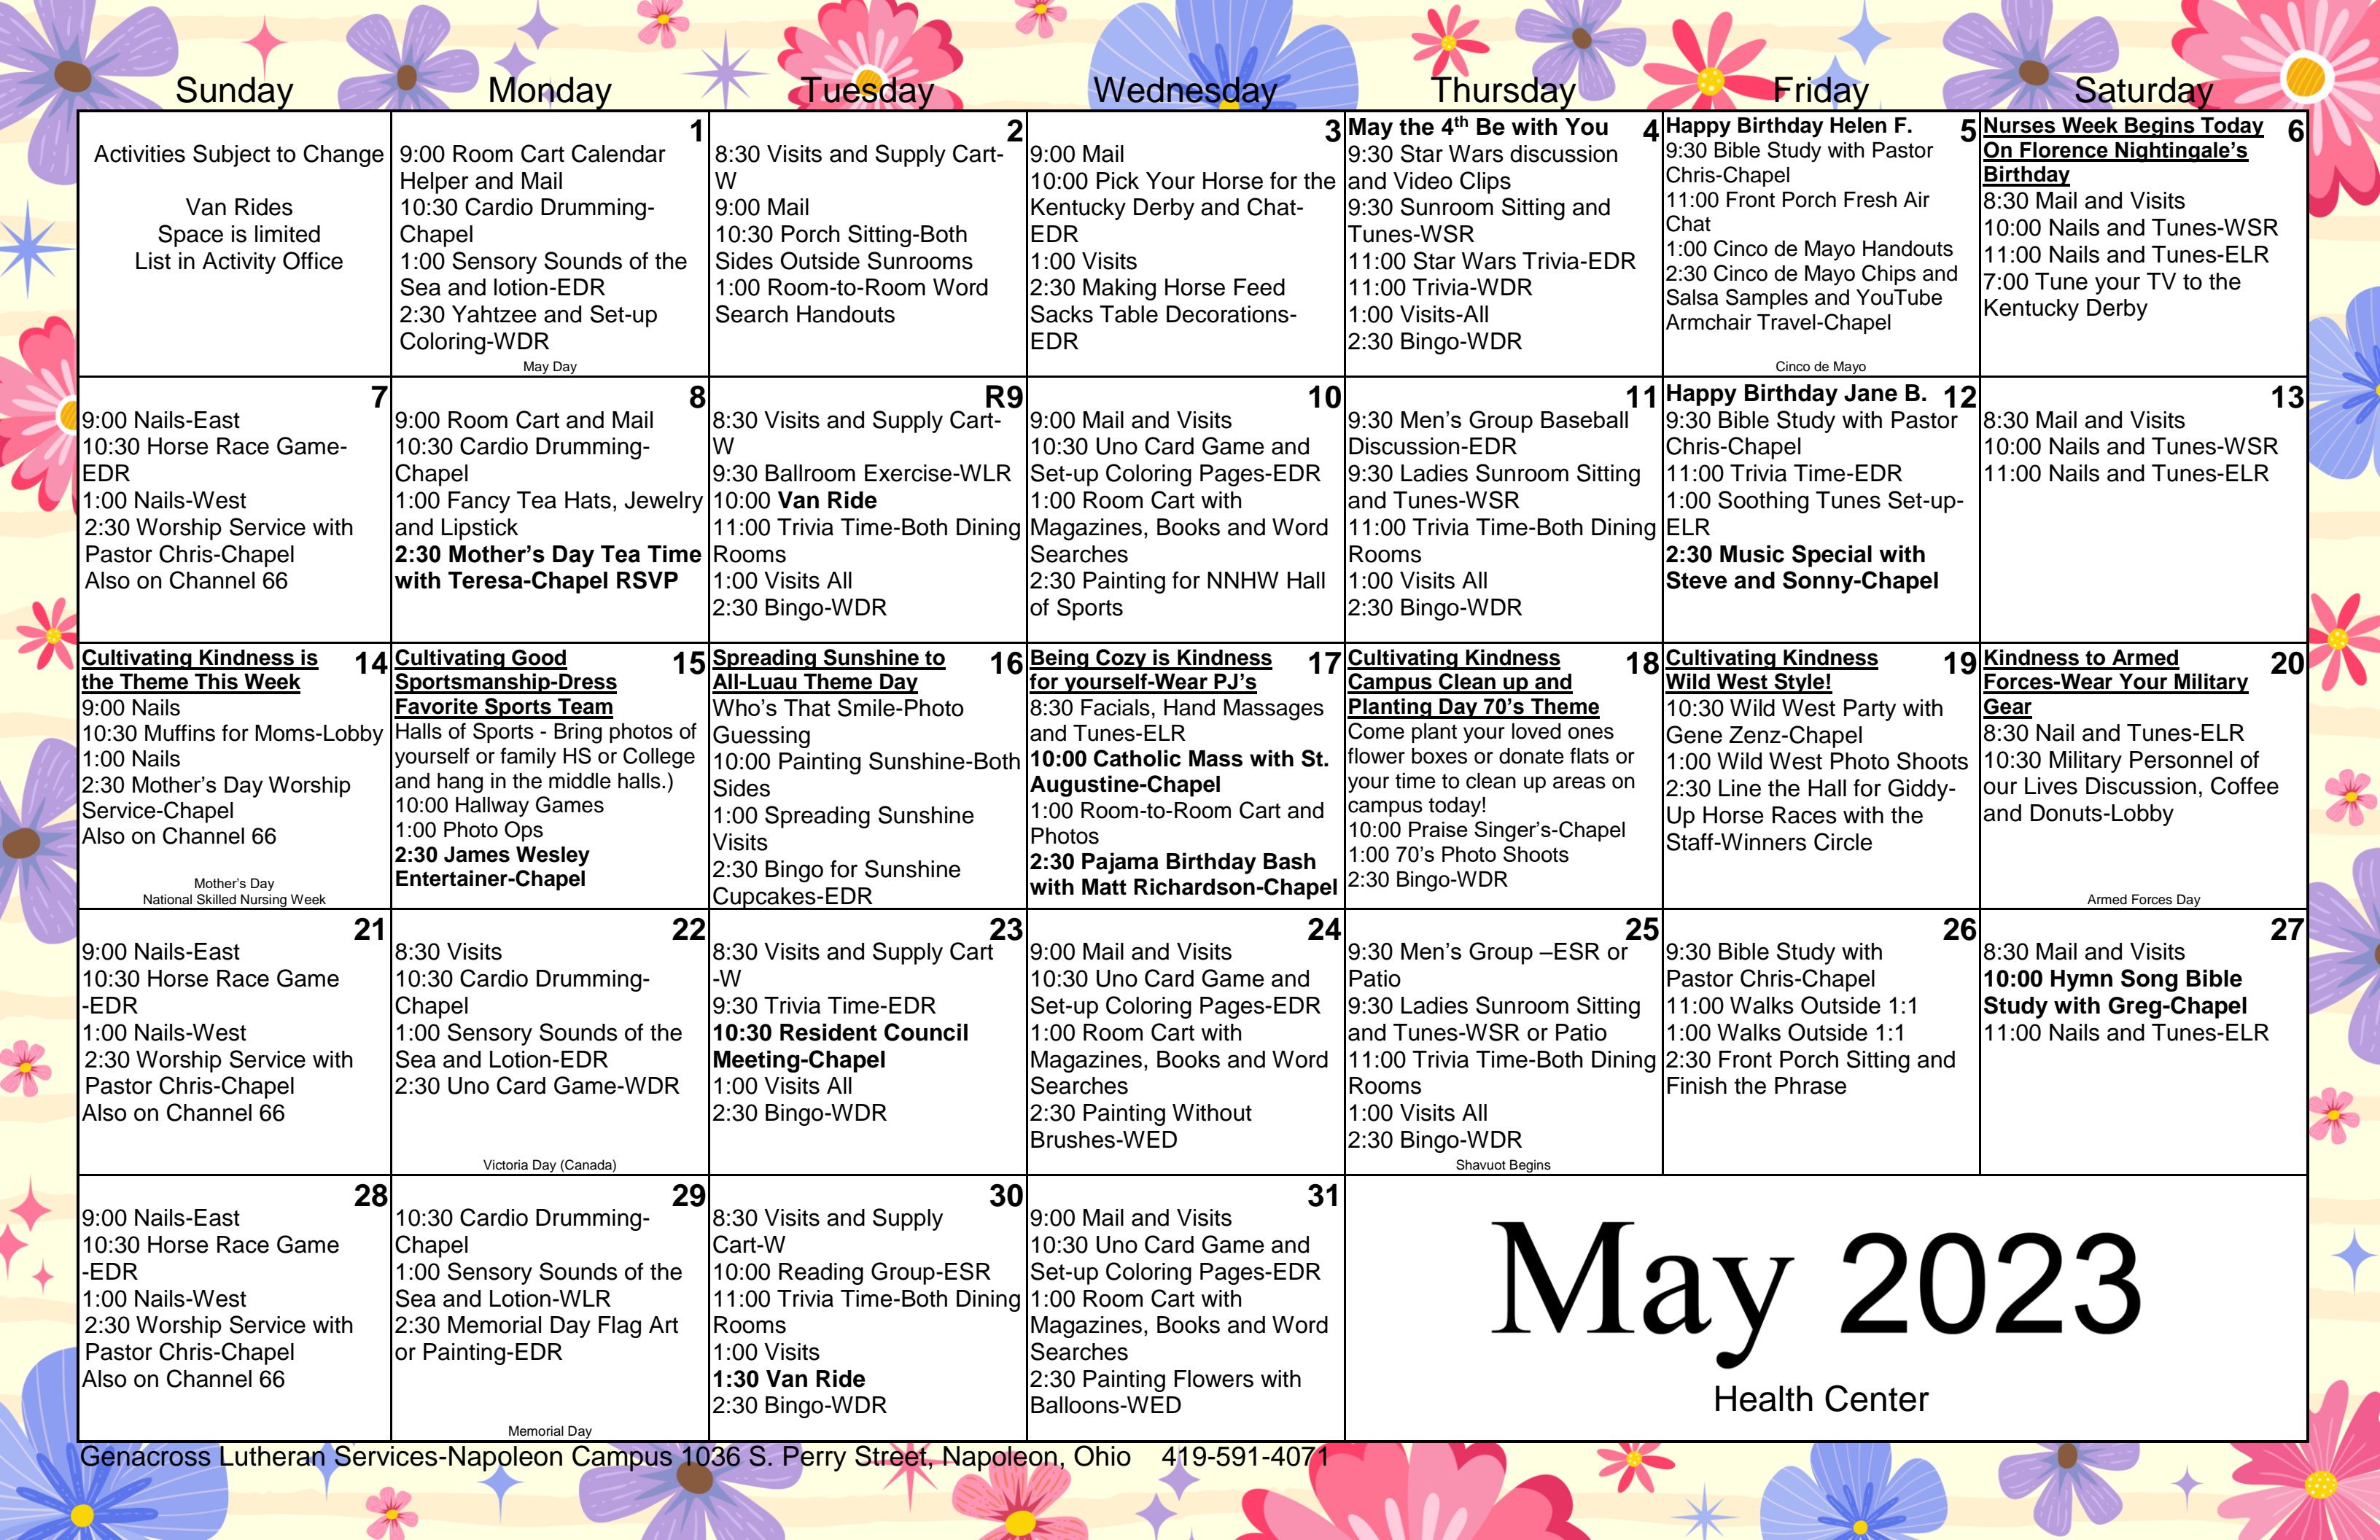 Sunday Monday Tuesday Wednesday Thursday Friday Saturday
Activities Subject to Change
Van Rides
Space is limited
List in Activity Office
1
9:00 Room Cart Calendar
Helper and Mail
10:30 Cardio Drumming-
Chapel
1:00 Sensory Sounds of the
Sea and lotion-EDR
2:30 Yahtzee and Set-up
Coloring-WDR
May Day
2
8:30 Visits and Supply Cart-
W
9:00 Mail
10:30 Porch Sitting-Both
Sides Outside Sunrooms
1:00 Room-to-Room Word
Search Handouts
3
9:00 Mail
10:00 Pick Your Horse for the
Kentucky Derby and Chat-
EDR
1:00 Visits
2:30 Making Horse Feed
Sacks Table Decorations-
EDR
May the 4th Be with You 4
9:30 Star Wars discussion
and Video Clips
9:30 Sunroom Sitting and
Tunes-WSR
11:00 Star Wars Trivia-EDR
11:00 Trivia-WDR
1:00 Visits-All
2:30 Bingo-WDR
Happy Birthday Helen F. 5
9:30 Bible Study with Pastor
Chris-Chapel
11:00 Front Porch Fresh Air
Chat
1:00 Cinco de Mayo Handouts
2:30 Cinco de Mayo Chips and
Salsa Samples and YouTube
Armchair Travel-Chapel
Cinco de Mayo
Nurses Week Begins Today 6
On Florence Nightingale's
Birthday
8:30 Mail and Visits
10:00 Nails and Tunes-WSR
11:00 Nails and Tunes-ELR
7:00 Tune your TV to the
Kentucky Derby
7
9:00 Nails-East
10:30 Horse Race Game-
EDR
1:00 Nails-West
2:30 Worship Service with
Pastor Chris-Chapel
Also on Channel 66
8
9:00 Room Cart and Mail
10:30 Cardio Drumming-
Chapel
1:00 Fancy Tea Hats, Jewelry
and Lipstick
2:30 Mother's Day Tea Time
with Teresa-Chapel RSVP
R9
8:30 Visits and Supply Cart-
W
9:30 Ballroom Exercise-WLR
10:00 Van Ride
11:00 Trivia Time-Both Dining
Rooms
1:00 Visits All
2:30 Bingo-WDR
10
9:00 Mail and Visits
10:30 Uno Card Game and
Set-up Coloring Pages-EDR
1:00 Room Cart with
Magazines, Books and Word
Searches
2:30 Painting for NNHW Hall
of Sports
11
9:30 Men's Group Baseball
Discussion-EDR
9:30 Ladies Sunroom Sitting
and Tunes-WSR
11:00 Trivia Time-Both Dining
Rooms
1:00 Visits All
2:30 Bingo-WDR
Happy Birthday Jane B. 12
9:30 Bible Study with Pastor
Chris-Chapel
11:00 Trivia Time-EDR
1:00 Soothing Tunes Set-up-
ELR
2:30 Music Special with
Steve and Sonny-Chapel
13
8:30 Mail and Visits
10:00 Nails and Tunes-WSR
11:00 Nails and Tunes-ELR
Cultivating Kindness is 14
the Theme This Week
9:00 Nails
10:30 Muffins for Moms-Lobby
1:00 Nails
2:30 Mother's Day Worship
Service-Chapel
Also on Channel 66
Mother's Day
National Skilled Nursing Week
Cultivating Good 15
Sportsmanship-Dress
Favorite Sports Team
Halls of Sports - Bring photos of
yourself or family HS or College
and hang in the middle halls.)
10:00 Hallway Games
1:00 Photo Ops
2:30 James Wesley
Entertainer-Chapel
Spreading Sunshine to 16
All-Luau Theme Day
Who's That Smile-Photo
Guessing
10:00 Painting Sunshine-Both
Sides
1:00 Spreading Sunshine
Visits
2:30 Bingo for Sunshine
Cupcakes-EDR
Being Cozy is Kindness 17
for yourself-Wear PJ's
8:30 Facials, Hand Massages
and Tunes-ELR
10:00 Catholic Mass with St.
Augustine-Chapel
1:00 Room-to-Room Cart and
Photos
2:30 Pajama Birthday Bash
with Matt Richardson-Chapel
Cultivating Kindness 18
Campus Clean up and
Planting Day 70's Theme
Come plant your loved ones
flower boxes or donate flats or
your time to clean up areas on
campus today!
10:00 Praise Singer's-Chapel
1:00 70's Photo Shoots
2:30 Bingo-WDR
Cultivating Kindness 19
Wild West Style!
10:30 Wild West Party with
Gene Zenz-Chapel
1:00 Wild West Photo Shoots
2:30 Line the Hall for Giddy-
Up Horse Races with the
Staff-Winners Circle
Kindness to Armed 20
Forces-Wear Your Military
Gear
8:30 Nail and Tunes-ELR
10:30 Military Personnel of
our Lives Discussion, Coffee
and Donuts-Lobby
Armed Forces Day
21
9:00 Nails-East
10:30 Horse Race Game
-EDR
1:00 Nails-West
2:30 Worship Service with
Pastor Chris-Chapel
Also on Channel 66
22
8:30 Visits
10:30 Cardio Drumming-
Chapel
1:00 Sensory Sounds of the
Sea and Lotion-EDR
2:30 Uno Card Game-WDR
Victoria Day (Canada)
23
8:30 Visits and Supply Cart
-W
9:30 Trivia Time-EDR
10:30 Resident Council
Meeting-Chapel
1:00 Visits All
2:30 Bingo-WDR
24
9:00 Mail and Visits
10:30 Uno Card Game and
Set-up Coloring Pages-EDR
1:00 Room Cart with
Magazines, Books and Word
Searches
2:30 Painting Without
Brushes-WED
25
9:30 Men's Group –ESR or
Patio
9:30 Ladies Sunroom Sitting
and Tunes-WSR or Patio
11:00 Trivia Time-Both Dining
Rooms
1:00 Visits All
2:30 Bingo-WDR
Shavuot Begins
26
9:30 Bible Study with
Pastor Chris-Chapel
11:00 Walks Outside 1:1
1:00 Walks Outside 1:1
2:30 Front Porch Sitting and
Finish the Phrase
27
8:30 Mail and Visits
10:00 Hymn Song Bible
Study with Greg-Chapel
11:00 Nails and Tunes-ELR
28
9:00 Nails-East
10:30 Horse Race Game
-EDR
1:00 Nails-West
2:30 Worship Service with
Pastor Chris-Chapel
Also on Channel 66
29
10:30 Cardio Drumming-
Chapel
1:00 Sensory Sounds of the
Sea and Lotion-WLR
2:30 Memorial Day Flag Art
or Painting-EDR
Memorial Day
30
8:30 Visits and Supply
Cart-W
10:00 Reading Group-ESR
11:00 Trivia Time-Both Dining
Rooms
1:00 Visits
1:30 Van Ride
2:30 Bingo-WDR
31
9:00 Mail and Visits
10:30 Uno Card Game and
Set-up Coloring Pages-EDR
1:00 Room Cart with
Magazines, Books and Word
Searches
2:30 Painting Flowers with
Balloons-WED
May 2023
Health Center
Genacross Lutheran Services-Napoleon Campus 1036 S. Perry Street, Napoleon, Ohio 419-591-4071